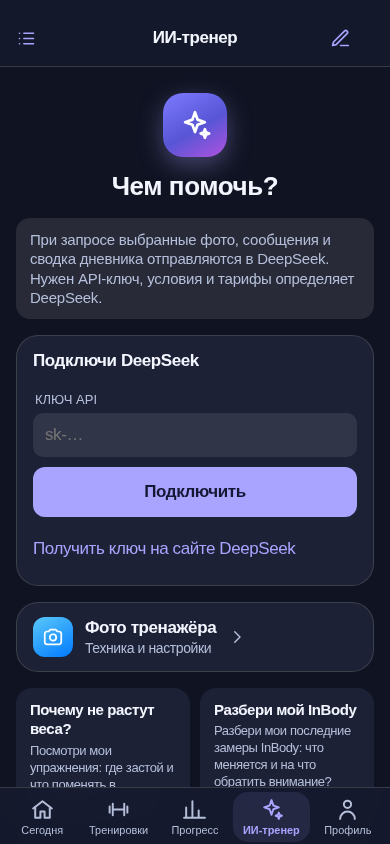 ИИ-тренер
Чем помочь?
При запросе выбранные фото, сообщения и
сводка дневника отправляются в DeepSeek.
Нужен API-ключ, условия и тарифы определяет
DeepSeek.
Подключи DeepSeek
КЛЮЧ API
sk-…
Подключить
Получить ключ на сайте DeepSeek
Фото тренажёра
Техника и настройки
Почему не растут
веса?
Посмотри мои
упражнения: где застой и
что поменять в
Разбери мой InBody
Разбери мои последние
замеры InBody: что
меняется и на что
обратить внимание?
Сегодня
Тренировки
Прогресс
ИИ-тренер
Профиль